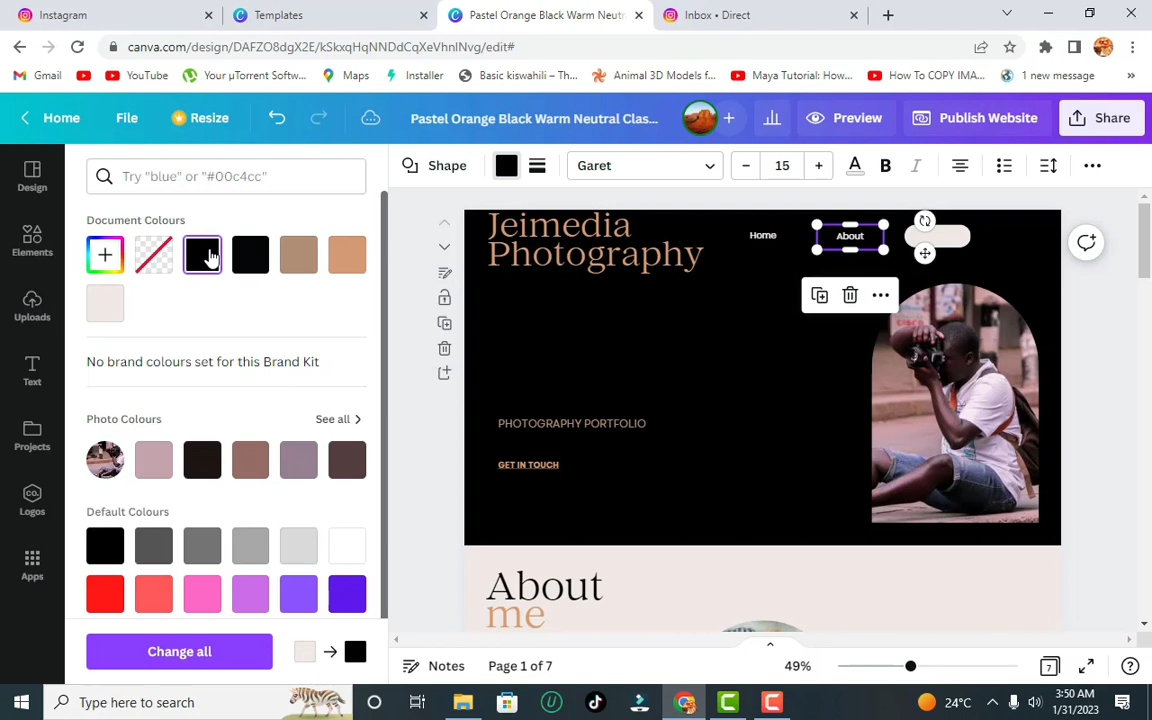 Instagram
Templates
Pastel Orange Black Warm Neutr
Inbox • Direct
canva.com/design/DAFZO8dgX2E/kSkxqHqNNDdCqXeVhnINvg/edit#
Gmail
YouTube
Your µTorrent Softw...
Maps
Installer
Basic kiswahili – Th...
Animal 3D Models f...
Maya Tutorial: How...
How To COPY IMA...
1 new message
Home
File
Resize
Pastel Orange Black Warm Neutral Clas...
Preview
Publish Website
Share
Design
Elements
Uploads
Text
Projects
CO.
Logos
Apps
Try "blue" or "#00c4cc"
Document Colours
No brand colours set for this Brand Kit
Photo Colours
See all
Default Colours
Change all
Shape
Garet
15
A
B
I
Jeimedia
Photography
Home
About
PHOTOGRAPHY PORTFOLIO
GET IN TOUCH
About
me
Notes
Page 1 of 7
49%
7
Type here to search
24°C
3:50 AM
1/31/2023